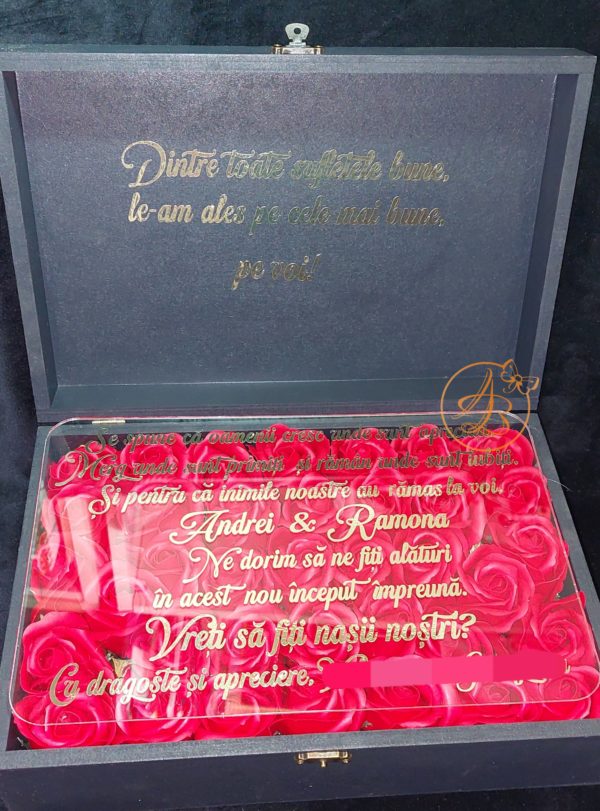 Dintre toate sufletele bune,
le-am ales pe cele mai bune,
pe voi!
Se spune că oamenii cresc unde sunt apreciați.
Merg unde sunt primiți și rămân unde sunt iubiți.
Și pentru că inimile noastre au rămas la voi,
Andrei & Ramona
Ne dorim să ne fiți alături
în acest nou început împreună.
Vreti să fiți nașii noștri?
Cu dragoste și apreciere,